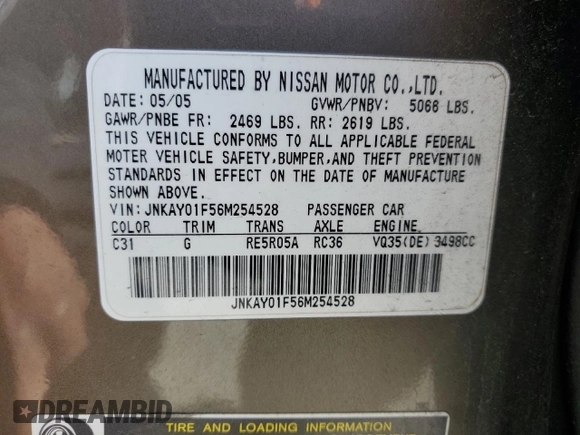 MANUFACTURED BY NISSAN MOTOR CO.,LTD.
DATE: 05/05 GVWR/PNBV: 5068 LBS.
GAWR/PNBE FR: 2469 LBS. RR: 2619 LBS.
THIS VEHICLE CONFORMS TO ALL APPLICABLE FEDERAL
MOTOR VEHICLE SAFETY,BUMPER,AND THEFT PREVENTION
STANDARDS IN EFFECT ON THE DATE OF MANUFACTURE
SHOWN ABOVE.
VIN: JNKAY01F56M254528 PASSENGER CAR
COLOR TRIM TRANS AXLE ENGINE
C31 G RE5R05A RC36 VQ35(DE) 3498CC
JNKAY01F56M254528
TIRE AND LOADING INFORMATION
DREAMBID